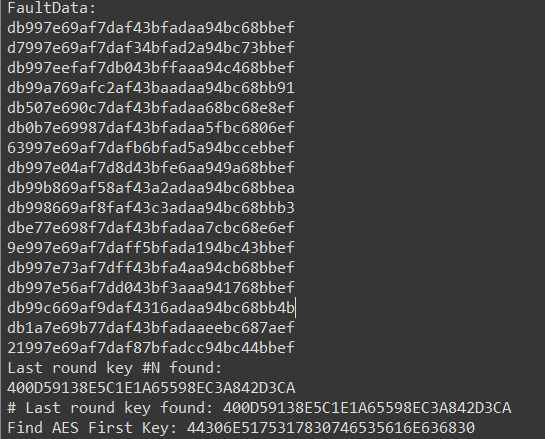 FaultData:
db997e69af7daf43bfadaa94bc68bbef
d7997e69af7daf34bfad2a94bc73bbef
db997eefaf7db043bffaaa94c468bbef
db99a769afc2af43baadaa94bc68bb91
db507e690c7daf43bfadaa68bc68e8ef
db0b7e69987daf43bfadaa5fbc6806ef
63997e69af7dafb6bfad5a94bccebbef
db997e04af7d8d43bfe6aa949a68bbef
db99b869af58af43a2adaa94bc68bbea
db998669af8faf43c3adaa94bc68bbb3
dbe77e698f7daf43bfadaa7cbc68e6ef
9e997e69af7daff5bfada194bc43bbef
db997e73af7dff43bfa4aa94cb68bbef
db997e56af7dd043bf3aaa941768bbef
db99c669af9daf4316adaa94bc68bb4b
db1a7e69b77daf43bfadaaeebc687aef
21997e69af7daf87bfadcc94bc44bbef
Last round key #N found:
400D59138E5C1E1A65598EC3A842D3CA
# Last round key found: 400D59138E5C1E1A65598EC3A842D3CA
Find AES First Key: 44306E5175317830746535616E636830